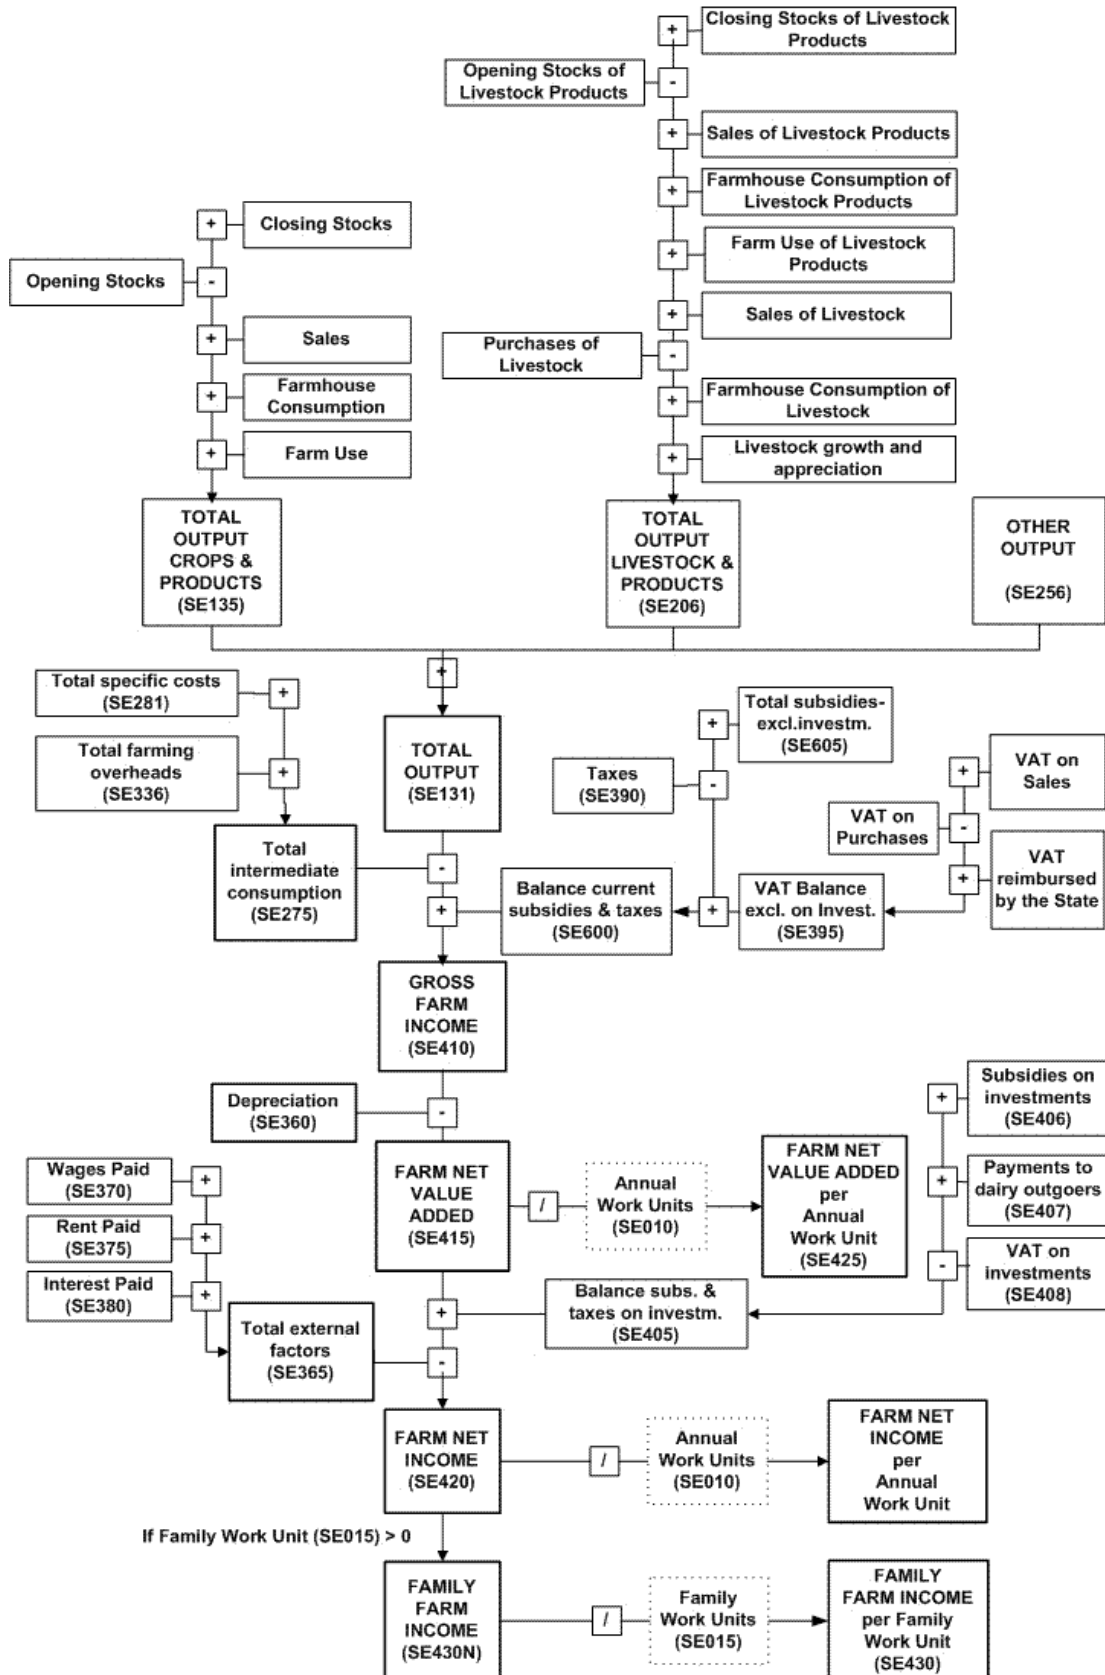 +
Closing Stocks of Livestock
Products
Opening Stocks of
Livestock Products
-
+
Sales of Livestock Products
+
Farmhouse Consumption of
Livestock Products
+
Closing Stocks
+
Farm Use of Livestock
Products
Opening Stocks
-
+
Sales of Livestock
+
Sales
Purchases of
Livestock
-
+
Farmhouse
Consumption
+
Farmhouse Consumption of
Livestock
+
Farm Use
+
Livestock growth and
appreciation
TOTAL
OUTPUT
CROPS &
PRODUCTS
(SE135)
TOTAL
OUTPUT
LIVESTOCK &
PRODUCTS
(SE206)
OTHER
OUTPUT
(SE256)
+
Total specific costs
(SE281)
+
Total farming
overheads
(SE336)
+
TOTAL
OUTPUT
(SE131)
+
Total subsidies-
excl.investm.
(SE605)
Taxes
(SE390)
-
+
VAT on
Sales
VAT on
Purchases
-
+
VAT
reimbursed
by the State
Total
intermediate
consumption
(SE275)
-
+
Balance current
subsidies & taxes
(SE600)
+
VAT Balance
excl. on Invest.
(SE395)
GROSS
FARM
INCOME
(SE410)
Depreciation
(SE360)
-
+
Subsidies on
investments
(SE406)
Wages Paid
(SE370)
+
FARM NET
VALUE
ADDED
(SE415)
/
Annual
Work Units
(SE010)
FARM NET
VALUE ADDED
per
Annual
Work Unit
(SE425)
+
Payments to
dairy outgoers
(SE407)
Rent Paid
(SE375)
+
-
VAT on
investments
(SE408)
Interest Paid
(SE380)
+
+
Balance subs. &
taxes on investm.
(SE405)
Total external
factors
(SE365)
-
FARM NET
INCOME
(SE420)
/
Annual
Work Units
(SE010)
FARM NET
INCOME
per
Annual
Work Unit
If Family Work Unit (SE015) > 0
FAMILY
FARM
INCOME
(SE430N)
/
Family
Work Units
(SE015)
FAMILY
FARM INCOME
per Family
Work Unit
(SE430)